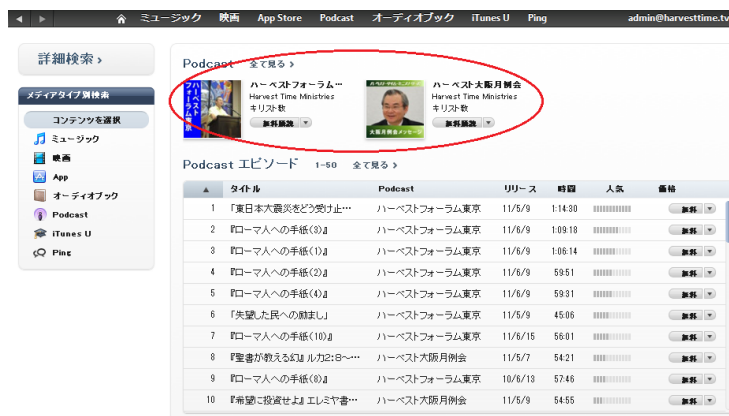 ミュージック 映画 App Store Podcast オーディオブック iTunes U Ping admin@harvesttime.tv
詳細検索 ›
メディアタイプ別検索
コンテンツを選択
ミュージック
映画
App
オーディオブック
Podcast
iTunes U
Ping
Podcast 全て見る ›
ハーベストフォーラム東京
ハーベストフォーラム…
Harvest Time Ministries
キリスト教
無料購読
大阪月例会メッセージ
ハーベスト大阪月例会
Harvest Time Ministries
キリスト教
無料購読
Podcast エピソード 1-50 全て見る ›
▲ タイトル Podcast リリース 時間 人気 価格
1 「東日本大震災をどう受け止… ハーベストフォーラム東京 11/5/9 1:14:30 無料
2 『ローマ人への手紙(3)』 ハーベストフォーラム東京 11/6/9 1:09:18 無料
3 『ローマ人への手紙(1)』 ハーベストフォーラム東京 11/6/9 1:06:14 無料
4 『ローマ人への手紙(2)』 ハーベストフォーラム東京 11/6/9 59:51 無料
5 『ローマ人への手紙(4)』 ハーベストフォーラム東京 11/6/9 59:31 無料
6 「失望した民への励まし」 ハーベストフォーラム東京 11/5/9 45:06 無料
7 『ローマ人への手紙(10)』 ハーベストフォーラム東京 11/6/15 56:01 無料
8 『聖書が教える幻』 ルカ2:8～… ハーベスト大阪月例会 11/5/7 54:21 無料
9 『ローマ人への手紙(8)』 ハーベストフォーラム東京 10/6/13 57:46 無料
10 『希望に投資せよ』 エレミヤ書… ハーベスト大阪月例会 11/5/9 54:55 無料